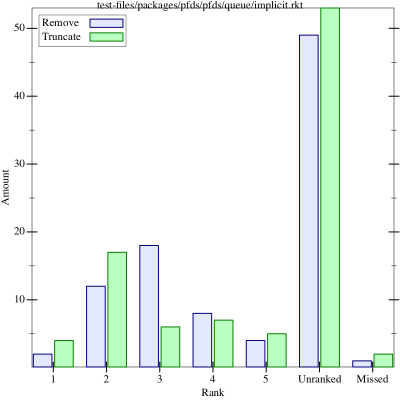 test-files/packages/pfds/pfds/queue/implicit.rkt
Remove
Truncate
50
40
30
20
10
Amount
1 2 3 4 5 Unranked Missed
Rank